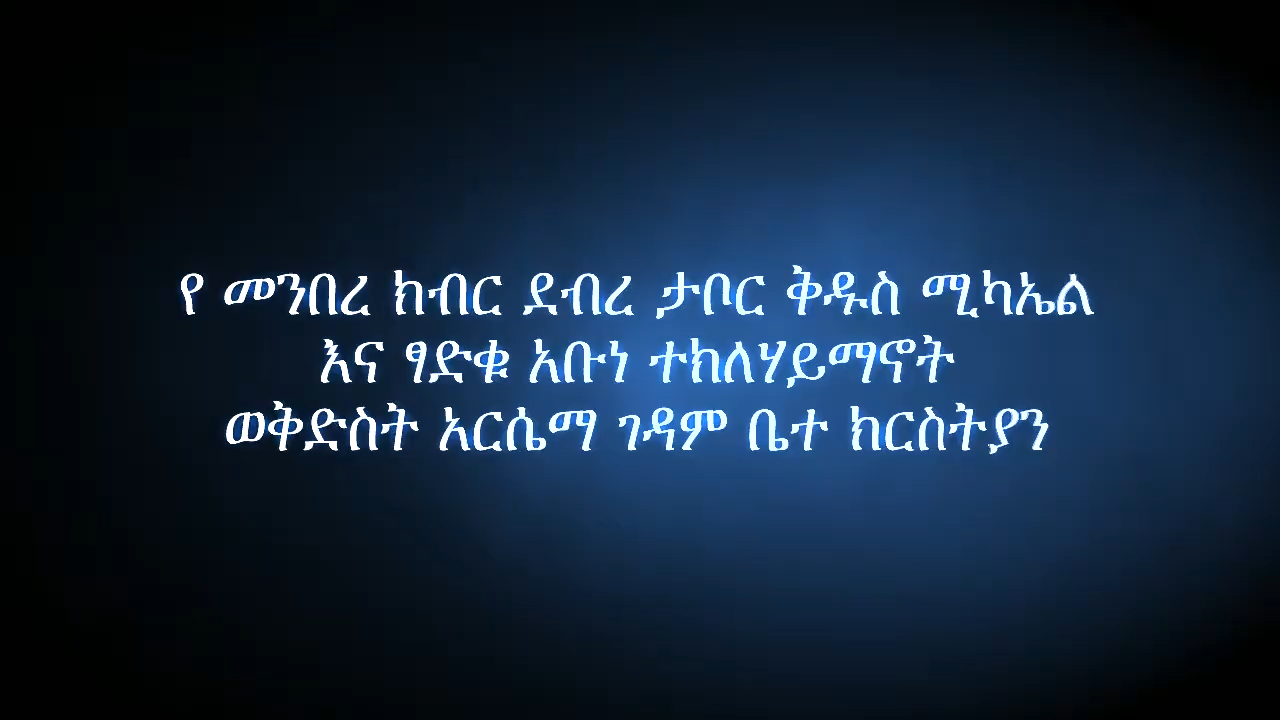 የ መንበረ ክብር ደብረ ታቦር ቅዱስ ሚካኤል
እና ፃድቁ አቡነ ተክለሃይማኖት
ወቅድስት አርሴማ ገዳም ቤተ ክርስትያን